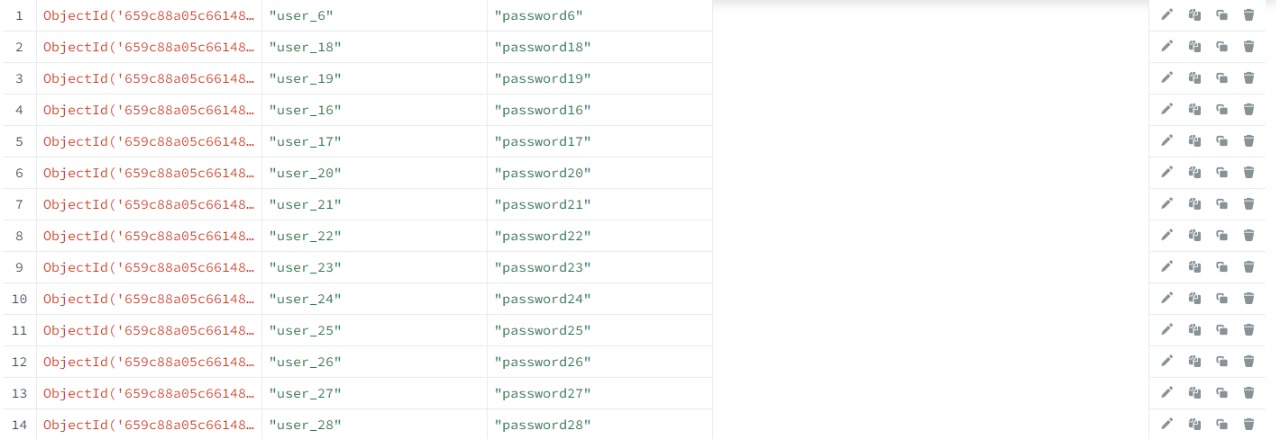 1 ObjectId('659c88a05c66148… "user_6" "password6"
2 ObjectId('659c88a05c66148… "user_18" "password18"
3 ObjectId('659c88a05c66148… "user_19" "password19"
4 ObjectId('659c88a05c66148… "user_16" "password16"
5 ObjectId('659c88a05c66148… "user_17" "password17"
6 ObjectId('659c88a05c66148… "user_20" "password20"
7 ObjectId('659c88a05c66148… "user_21" "password21"
8 ObjectId('659c88a05c66148… "user_22" "password22"
9 ObjectId('659c88a05c66148… "user_23" "password23"
10 ObjectId('659c88a05c66148… "user_24" "password24"
11 ObjectId('659c88a05c66148… "user_25" "password25"
12 ObjectId('659c88a05c66148… "user_26" "password26"
13 ObjectId('659c88a05c66148… "user_27" "password27"
14 ObjectId('659c88a05c66148… "user_28" "password28"